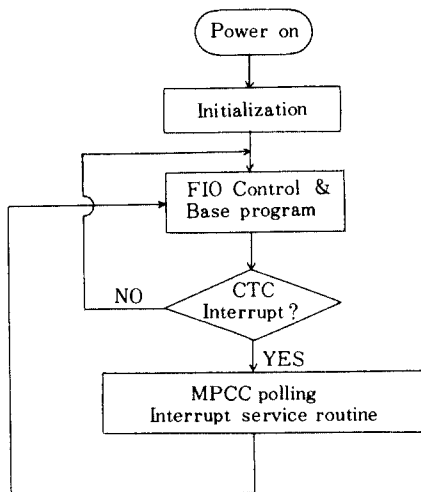 Power on
Initialization
FIO Control &
Base program
CTC
Interrupt?
NO
YES
MPCC polling
Interrupt service routine